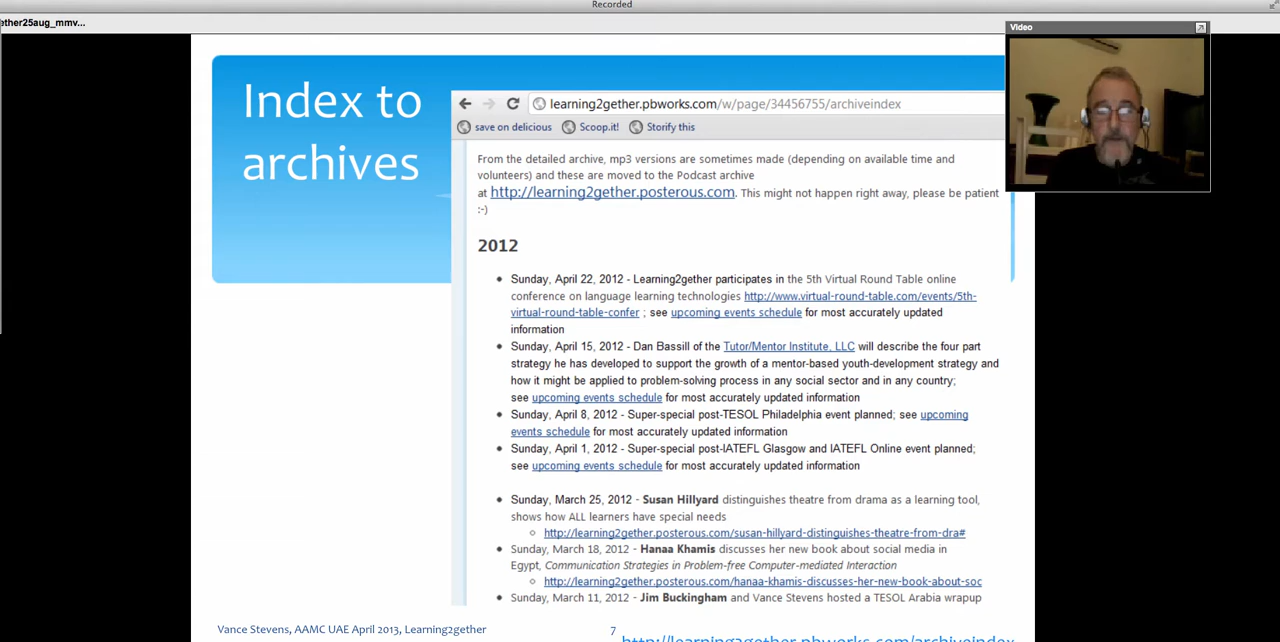 Recorded
ether25aug_mmv...
Video
Index to
archives
learning2gether.pbworks.com/w/page/34456755/archiveindex
save on delicious Scoop.it! Storify this
From the detailed archive, mp3 versions are sometimes made (depending on available time and
volunteers) and these are moved to the Podcast archive
at http://learning2gether.posterous.com. This might not happen right away, please be patient
:-)
2012
Sunday, April 22, 2012 - Learning2gether participates in the 5th Virtual Round Table online
conference on language learning technologies http://www.virtual-round-table.com/events/5th-
virtual-round-table-confer ; see upcoming events schedule for most accurately updated
information
Sunday, April 15, 2012 - Dan Bassill of the Tutor/Mentor Institute, LLC will describe the four part
strategy he has developed to support the growth of a mentor-based youth-development strategy and
how it might be applied to problem-solving process in any social sector and in any country;
see upcoming events schedule for most accurately updated information
Sunday, April 8, 2012 - Super-special post-TESOL Philadelphia event planned; see upcoming
events schedule for most accurately updated information
Sunday, April 1, 2012 - Super-special post-IATEFL Glasgow and IATEFL Online event planned;
see upcoming events schedule for most accurately updated information
Sunday, March 25, 2012 - Susan Hillyard distinguishes theatre from drama as a learning tool,
shows how ALL learners have special needs
http://learning2gether.posterous.com/susan-hillyard-distinguishes-theatre-from-dra#
Sunday, March 18, 2012 - Hanaa Khamis discusses her new book about social media in
Egypt, Communication Strategies in Problem-free Computer-mediated Interaction
http://learning2gether.posterous.com/hanaa-khamis-discusses-her-new-book-about-soc
Sunday, March 11, 2012 - Jim Buckingham and Vance Stevens hosted a TESOL Arabia wrapup
Vance Stevens, AAMC UAE April 2013, Learning2gether
7
http://learning2gether.pbworks.com/archiveindex